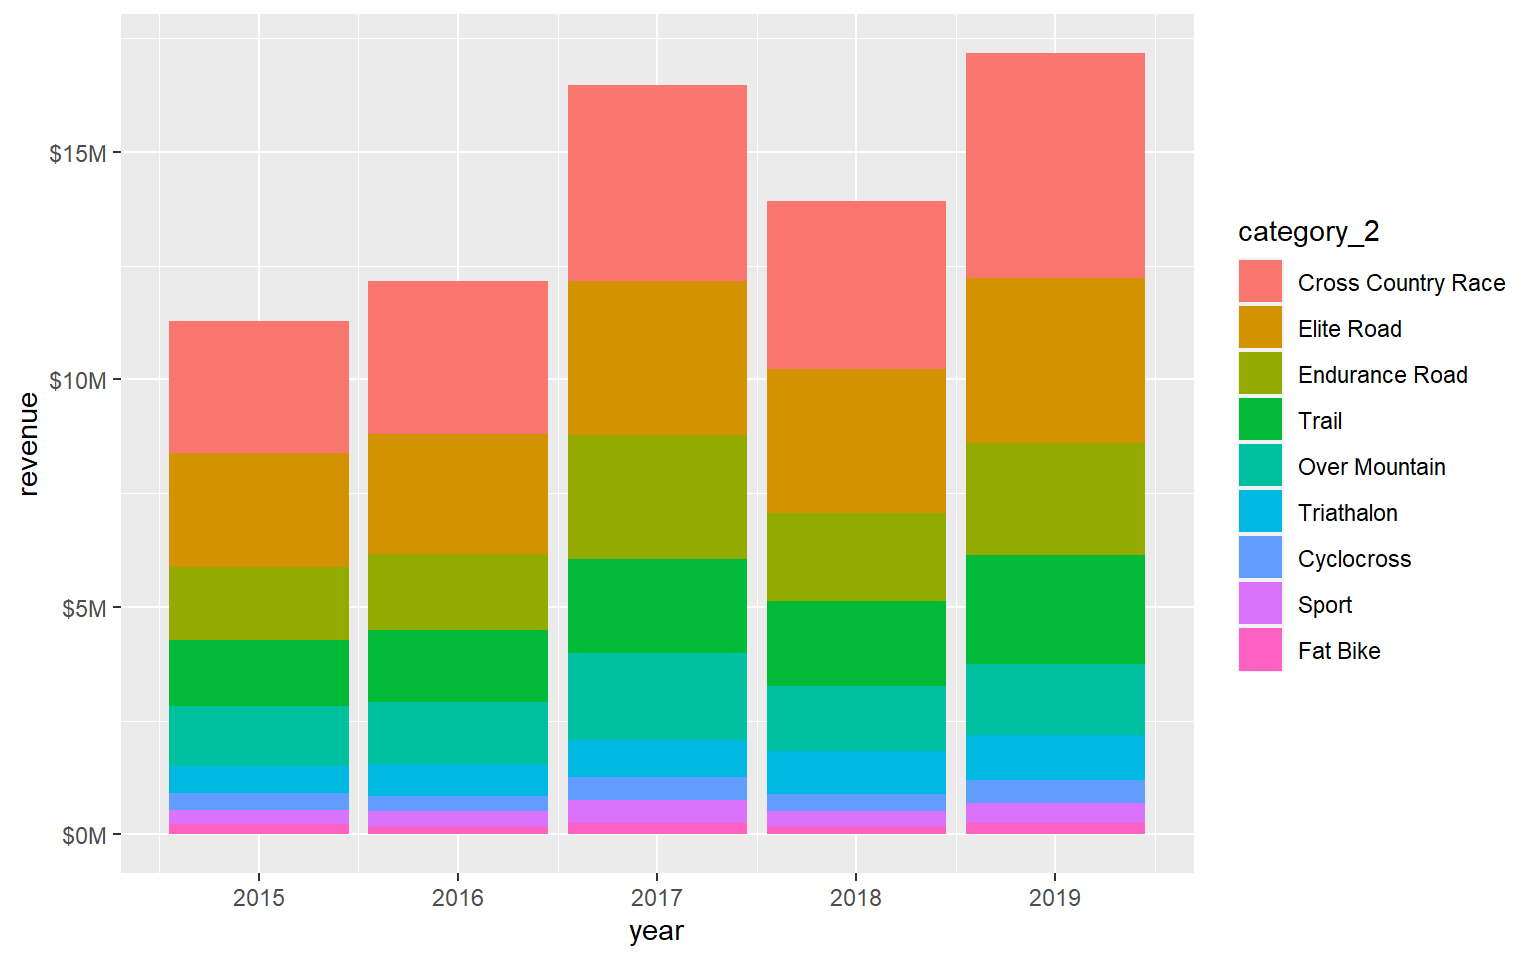 $15M
$10M
$5M
$0M
revenue
2015 2016 2017 2018 2019
year
category_2
Cross Country Race
Elite Road
Endurance Road
Trail
Over Mountain
Triathalon
Cyclocross
Sport
Fat Bike